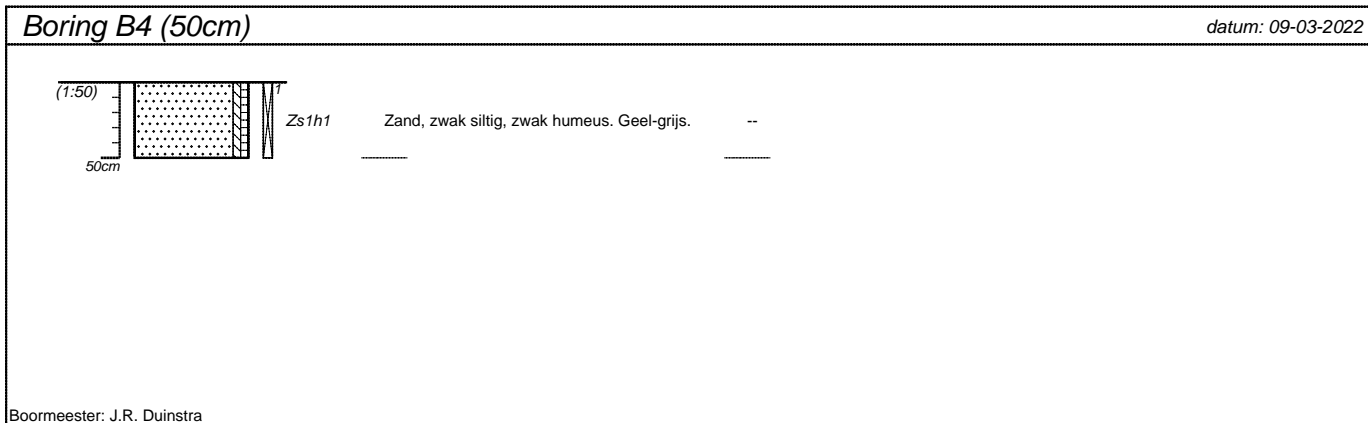 Boring B4 (50cm) datum: 09-03-2022
(1:50) 1
Zs1h1 Zand, zwak siltig, zwak humeus. Geel-grijs. --
50cm
Boormeester: J.R. Duinstra